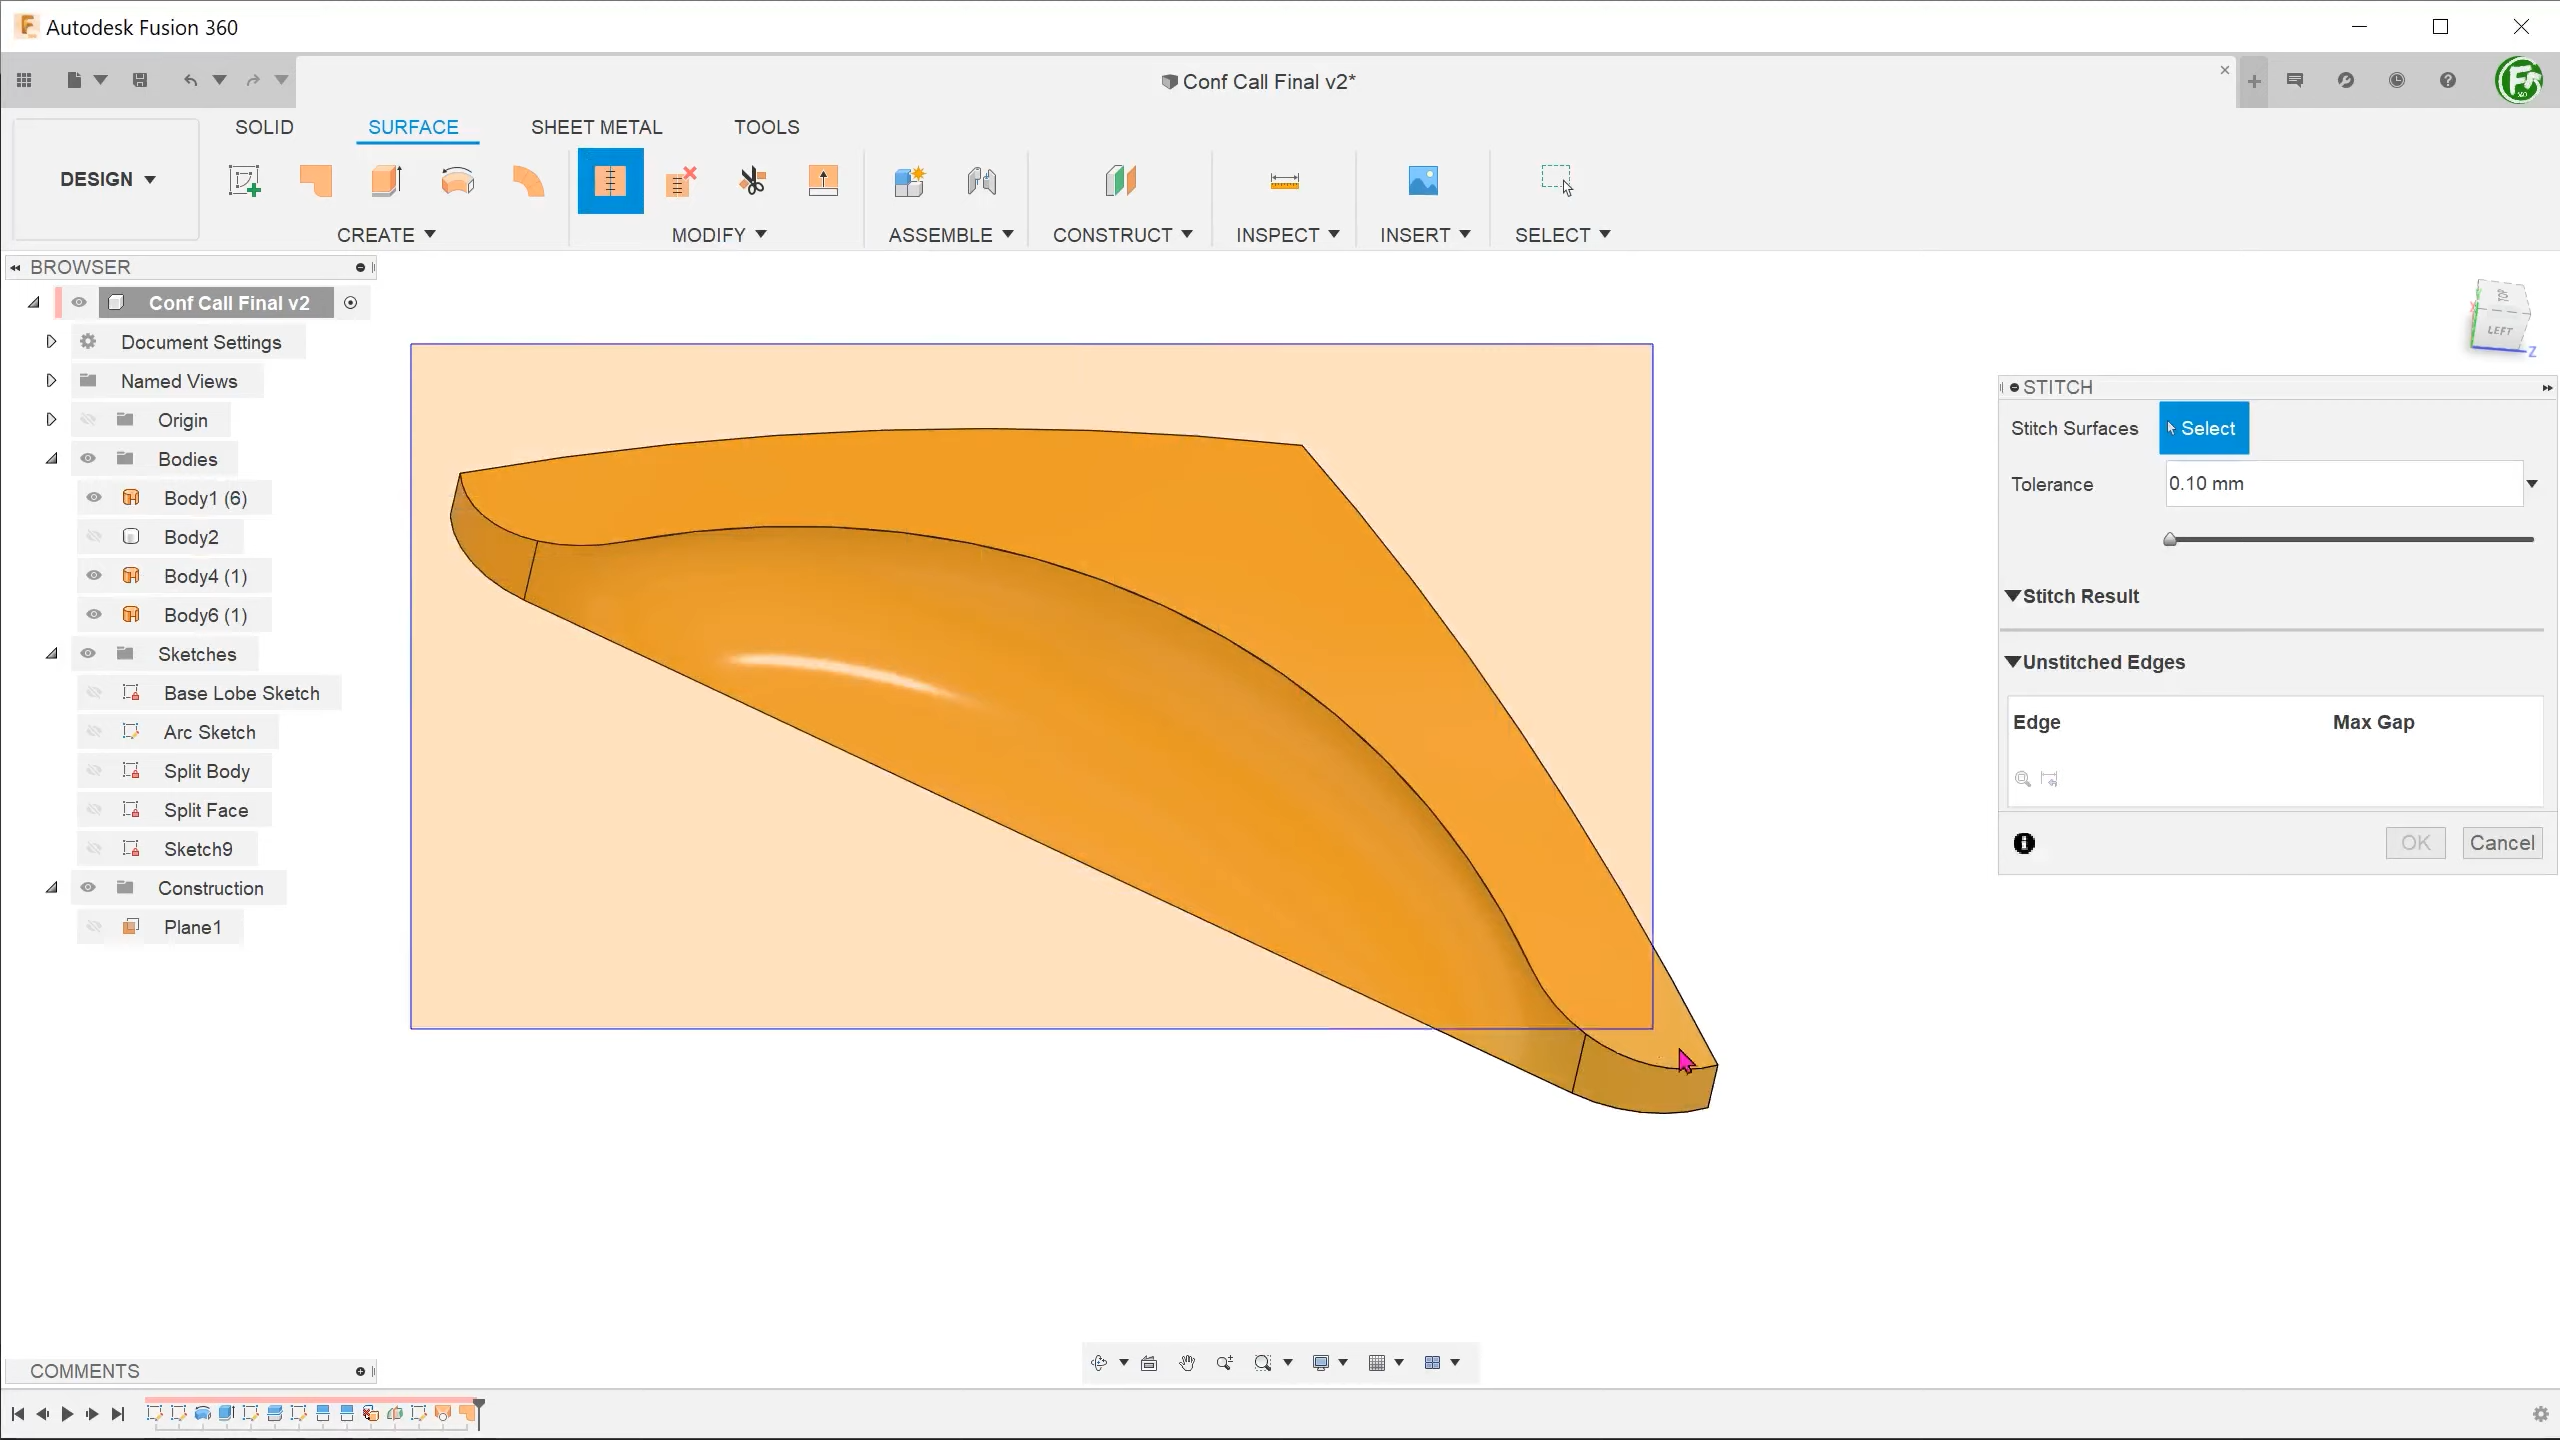 Autodesk Fusion 360
Conf Call Final v2*
SOLID SURFACE SHEET METAL TOOLS
DESIGN
CREATE MODIFY ASSEMBLE CONSTRUCT INSPECT INSERT SELECT
BROWSER
Conf Call Final v2
Document Settings
Named Views
Origin
Bodies
Body1 (6)
Body2
Body4 (1)
Body6 (1)
Sketches
Base Lobe Sketch
Arc Sketch
Split Body
Split Face
Sketch9
Construction
Plane1
TOP
LEFT
Z
STITCH
Stitch Surfaces Select
Tolerance 0.10 mm
Stitch Result
Unstitched Edges
Edge Max Gap
OK Cancel
COMMENTS